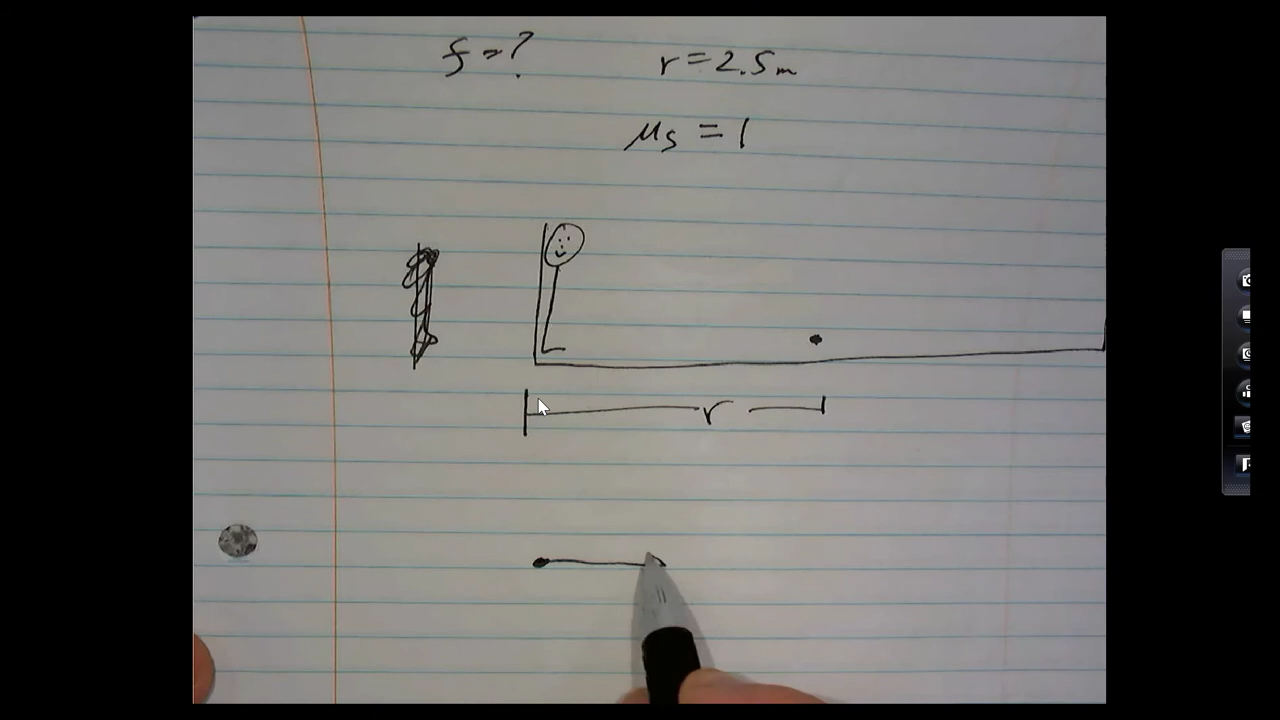 f=?
r=2.5m
μs = 1
r